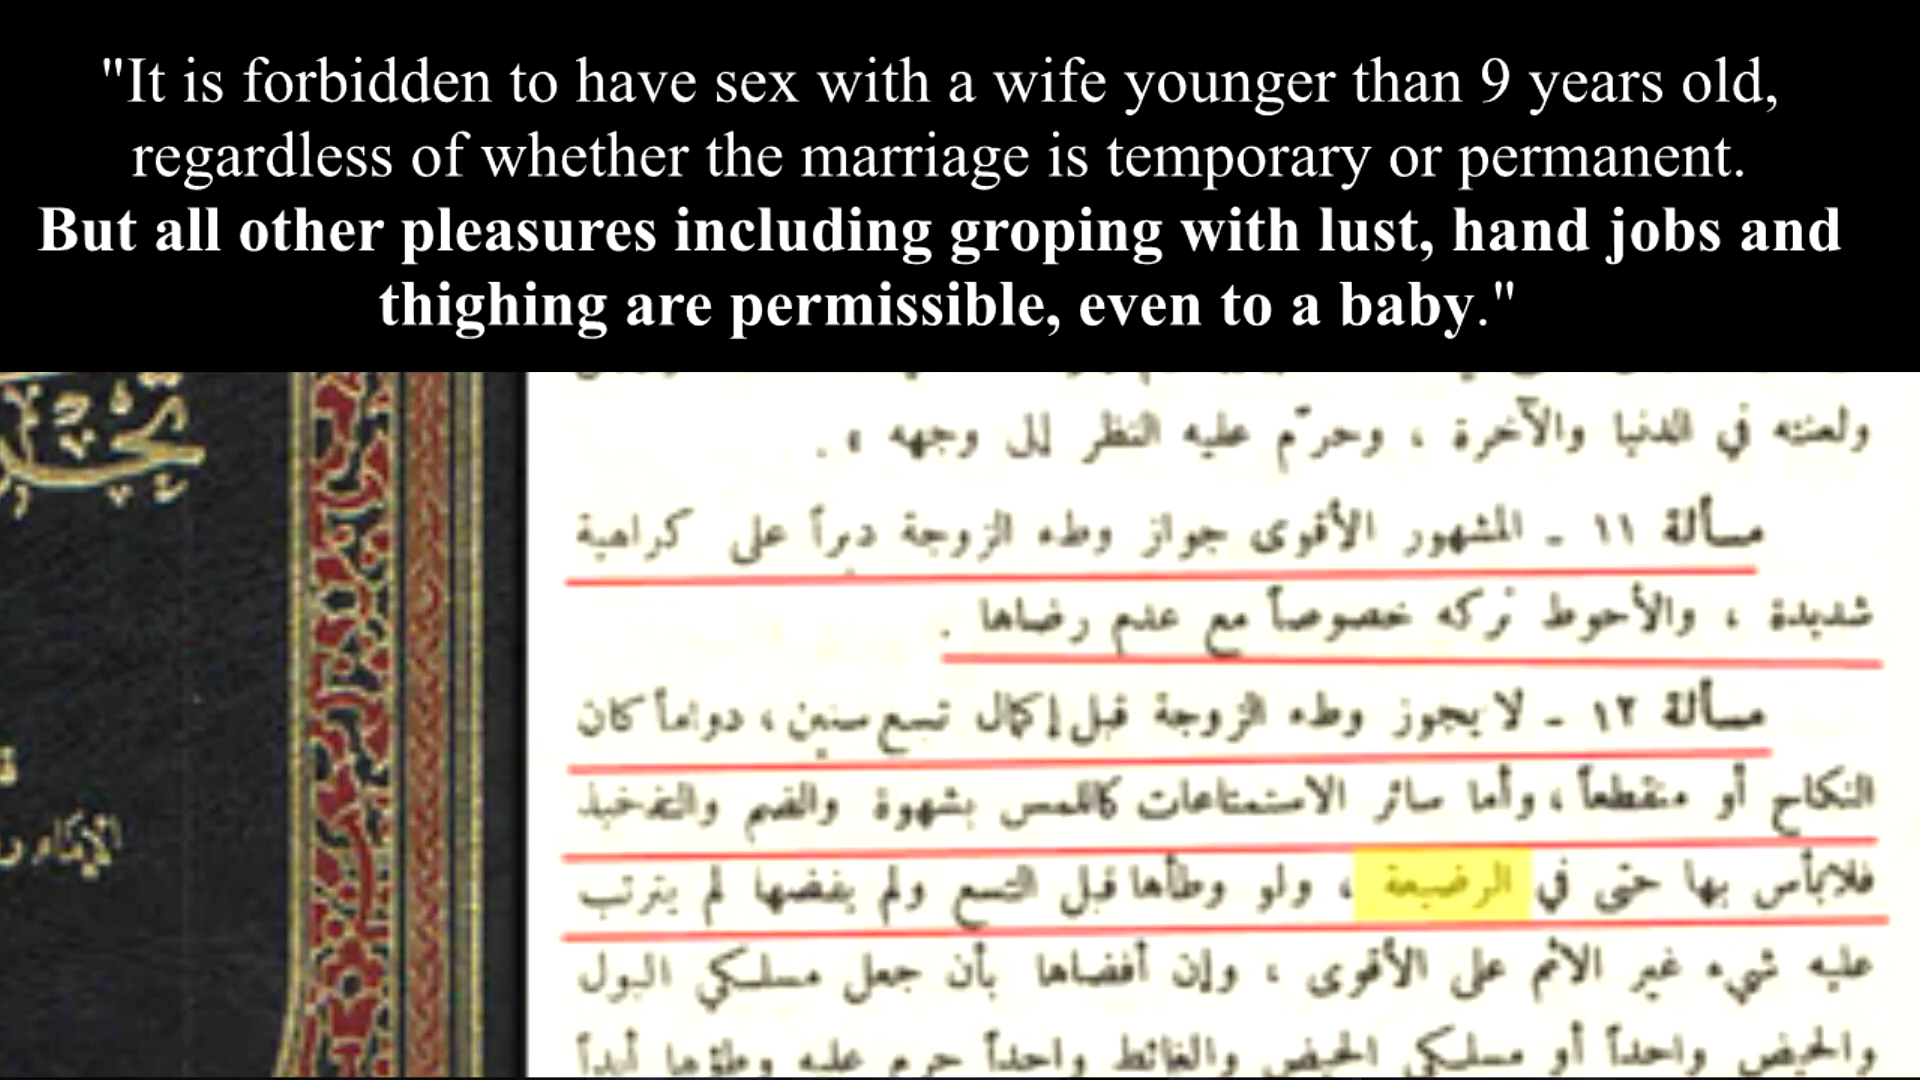 "It is forbidden to have sex with a wife younger than 9 years old,
regardless of whether the marriage is temporary or permanent.
But all other pleasures including groping with lust, hand jobs and
thighing are permissible, even to a baby."
ولعنته في الدنيا والآخرة ، وحرّم عليه النظر إلى وجهه » .
مسألة ١١ ـ المشهور الأقوى جواز وطء الزوجة دبراً على كراهية
شديدة ، والأحوط تركه خصوصاً مع عدم رضاها .
مسألة ١٢ ـ لا يجوز وطء الزوجة قبل إكمال تسع سنين ، دواماً كان
النكاح أو منقطعاً ، وأما سائر الاستمتاعات كاللمس بشهوة والضم والتفخيذ
فلا بأس بها حتى في الرضيعة ، ولو وطأها قبل التسع ولم يفضها لم يترتب
عليه شيء غير الاثم على الأقوى ، وإن أفضاها بأن جعل مسلكي البول
والحيض واحداً أو مسلكي الحيض والغائط واحداً حرم عليه وطؤها أبداً